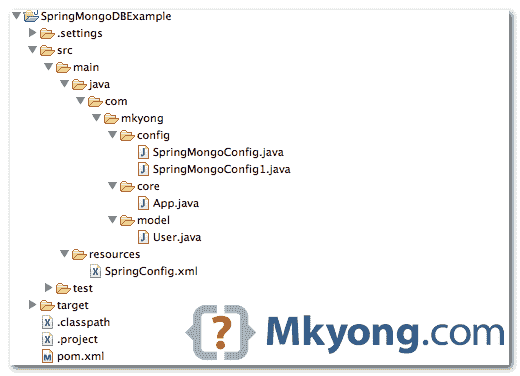 SpringMongoDBExample
.settings
src
main
java
com
mkyong
config
SpringMongoConfig.java
SpringMongoConfig1.java
core
App.java
model
User.java
resources
SpringConfig.xml
test
target
.classpath
.project
pom.xml
{?} Mkyong.com